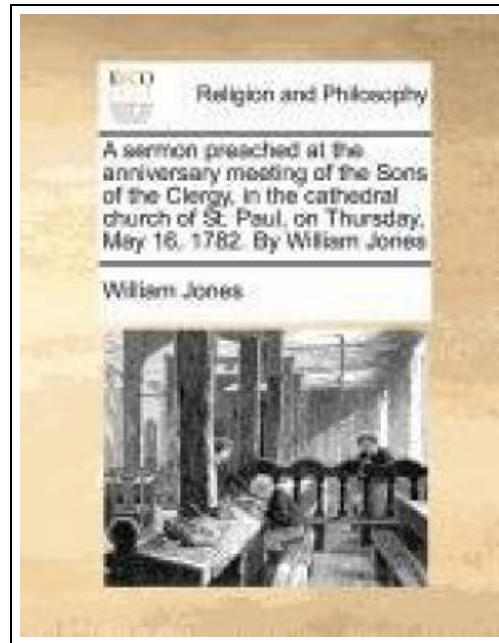 ECCO
Religion and Philosophy
A sermon preached at the
anniversary meeting of the Sons
of the Clergy, in the cathedral
church of St. Paul, on Thursday,
May 16, 1782. By William Jones
William Jones